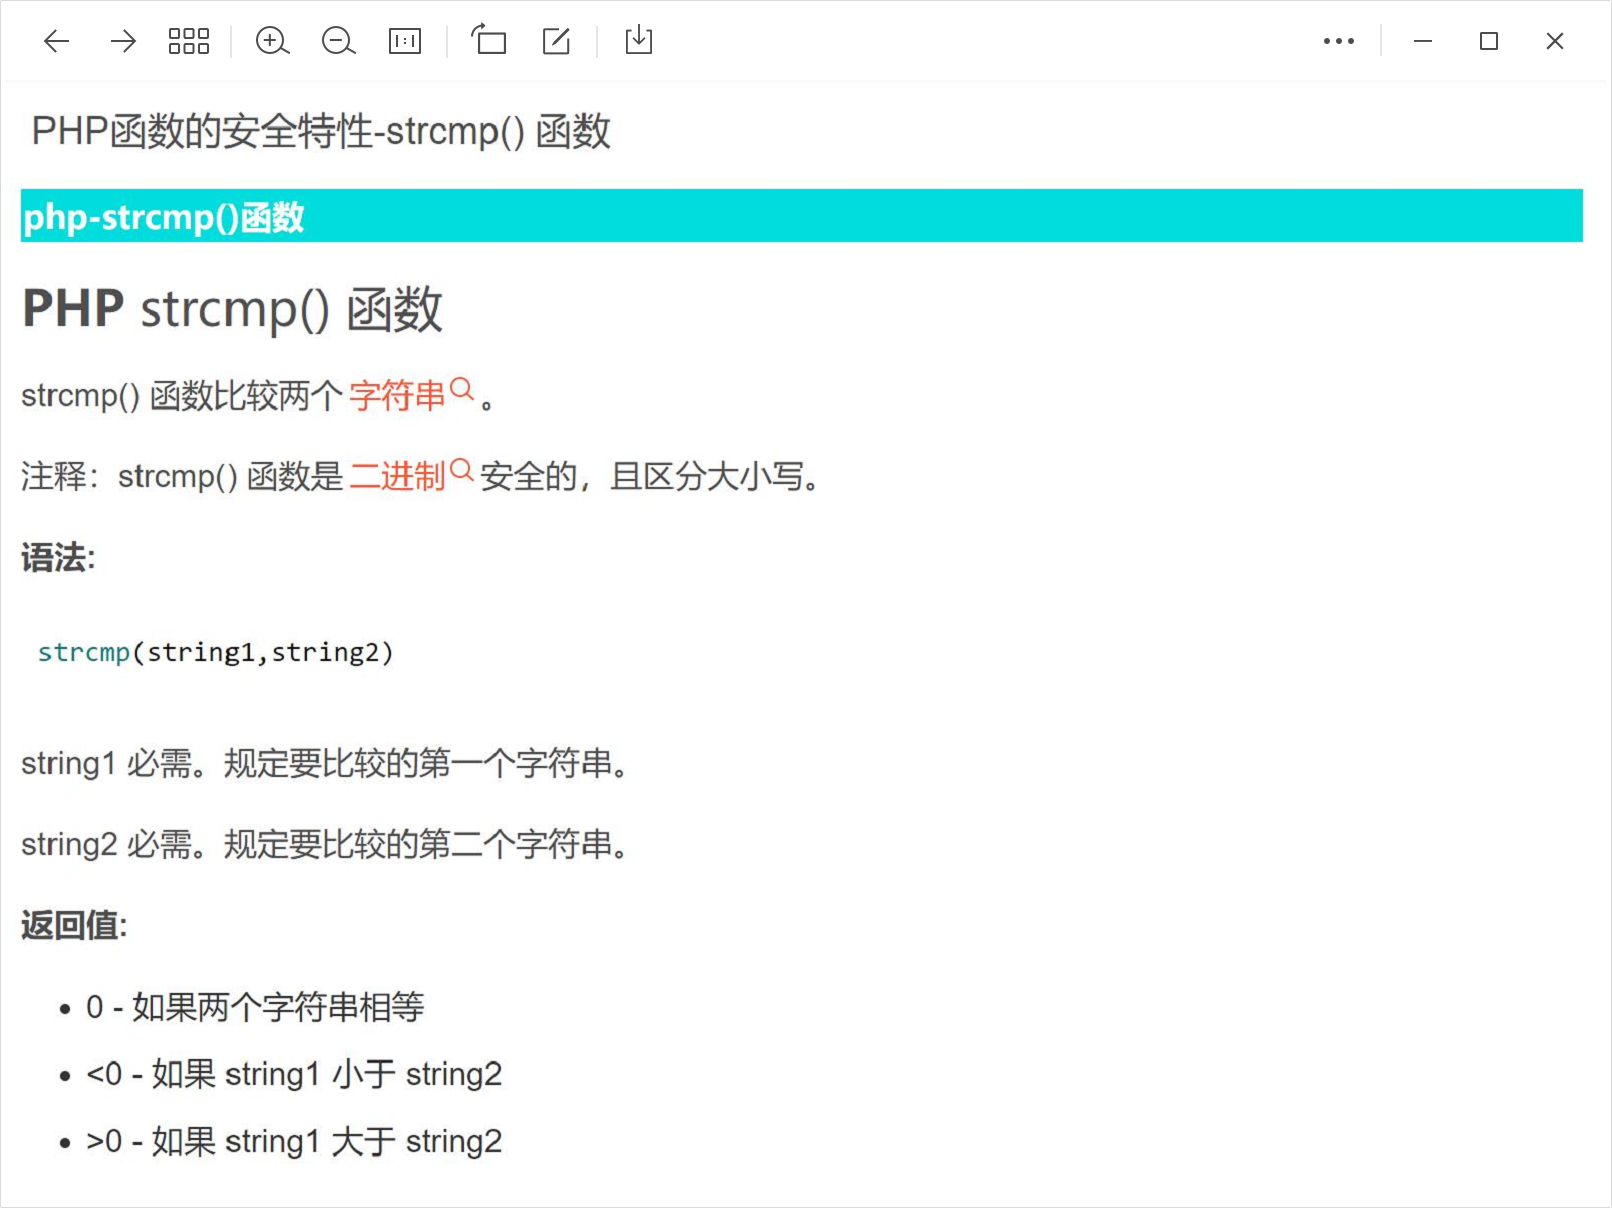 PHP函数的安全特性-strcmp() 函数
php-strcmp()函数
PHP strcmp() 函数
strcmp() 函数比较两个字符串。
注释：strcmp() 函数是二进制安全的，且区分大小写。
语法:
strcmp(string1,string2)
string1 必需。规定要比较的第一个字符串。
string2 必需。规定要比较的第二个字符串。
返回值:
• 0 - 如果两个字符串相等
• <0 - 如果 string1 小于 string2
• >0 - 如果 string1 大于 string2